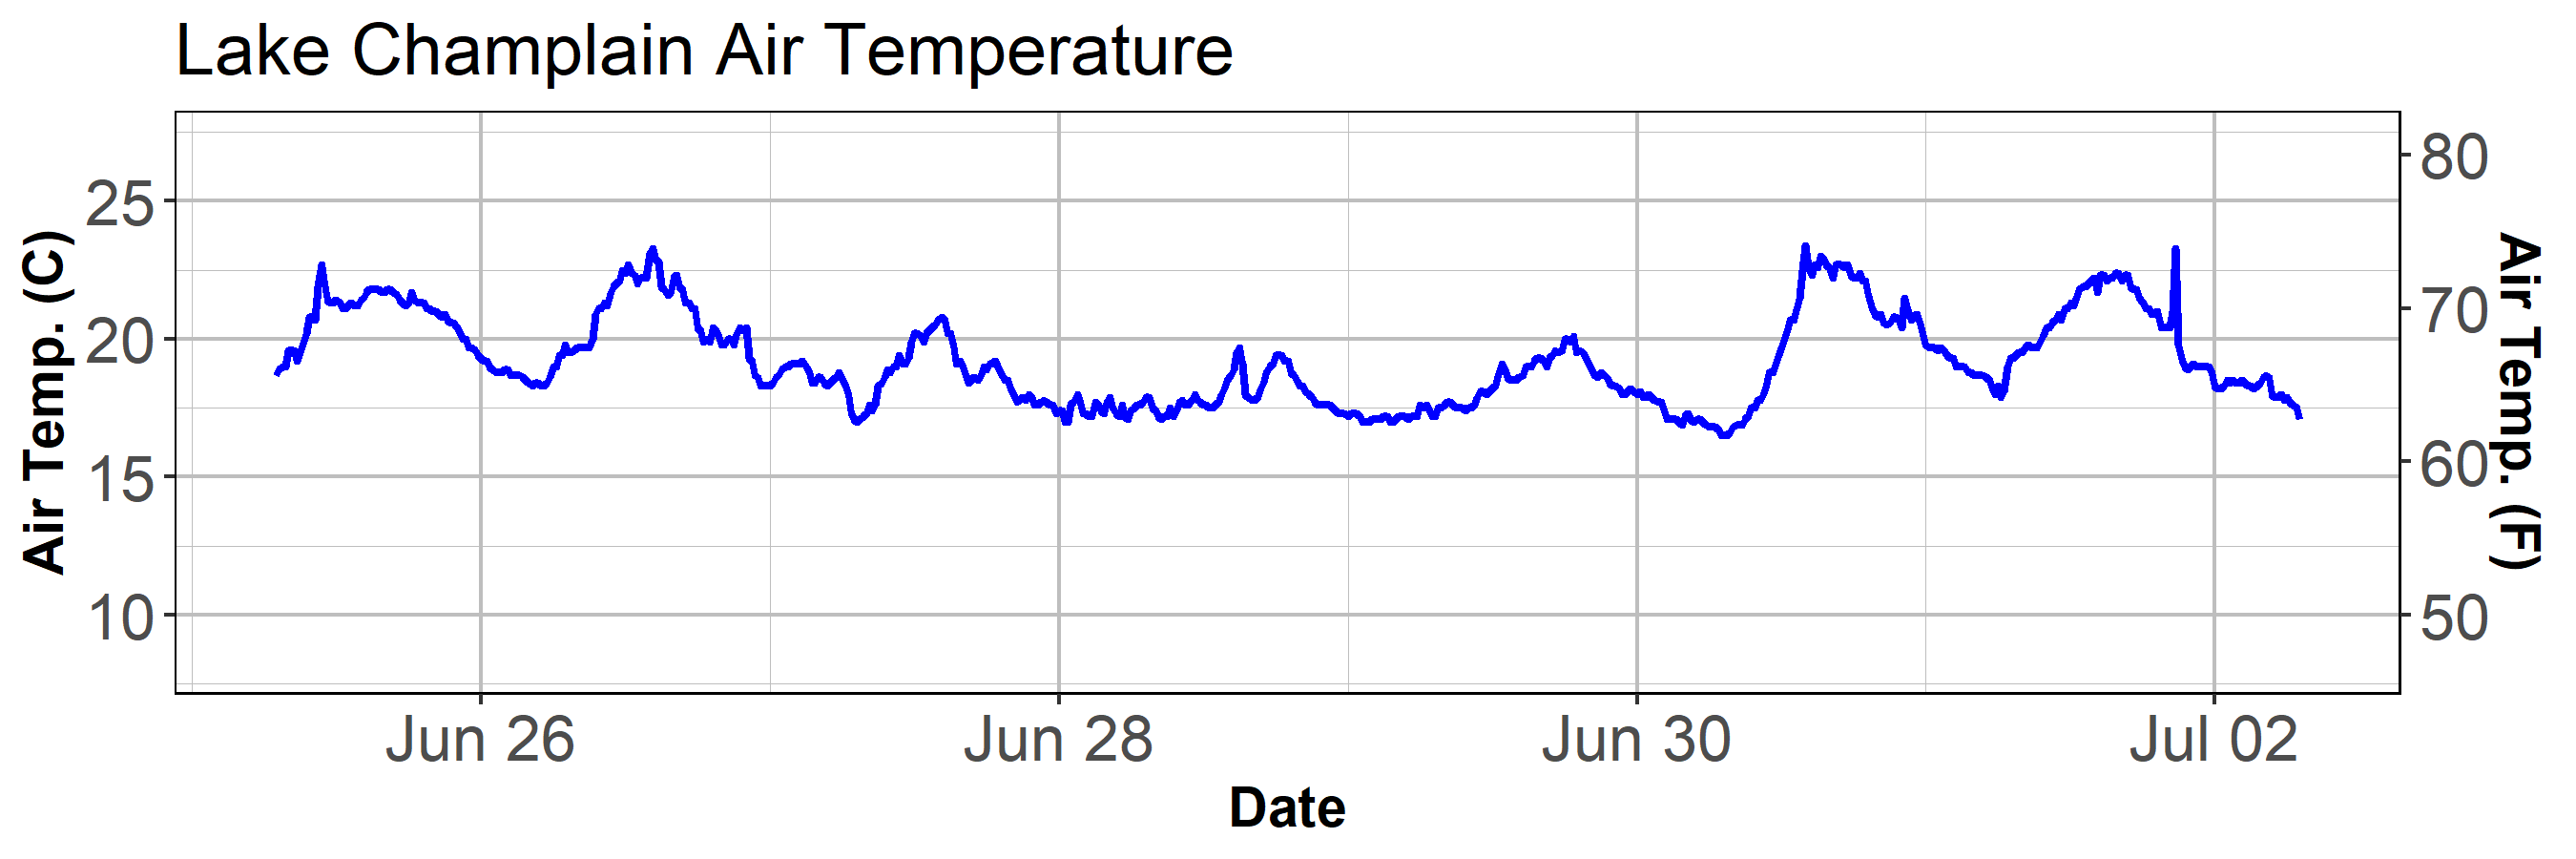 Lake Champlain Air Temperature
Air Temp. (C)
25
20
15
10
80
70
60
50
Air Temp. (F)
Jun 26
Jun 28
Jun 30
Jul 02
Date